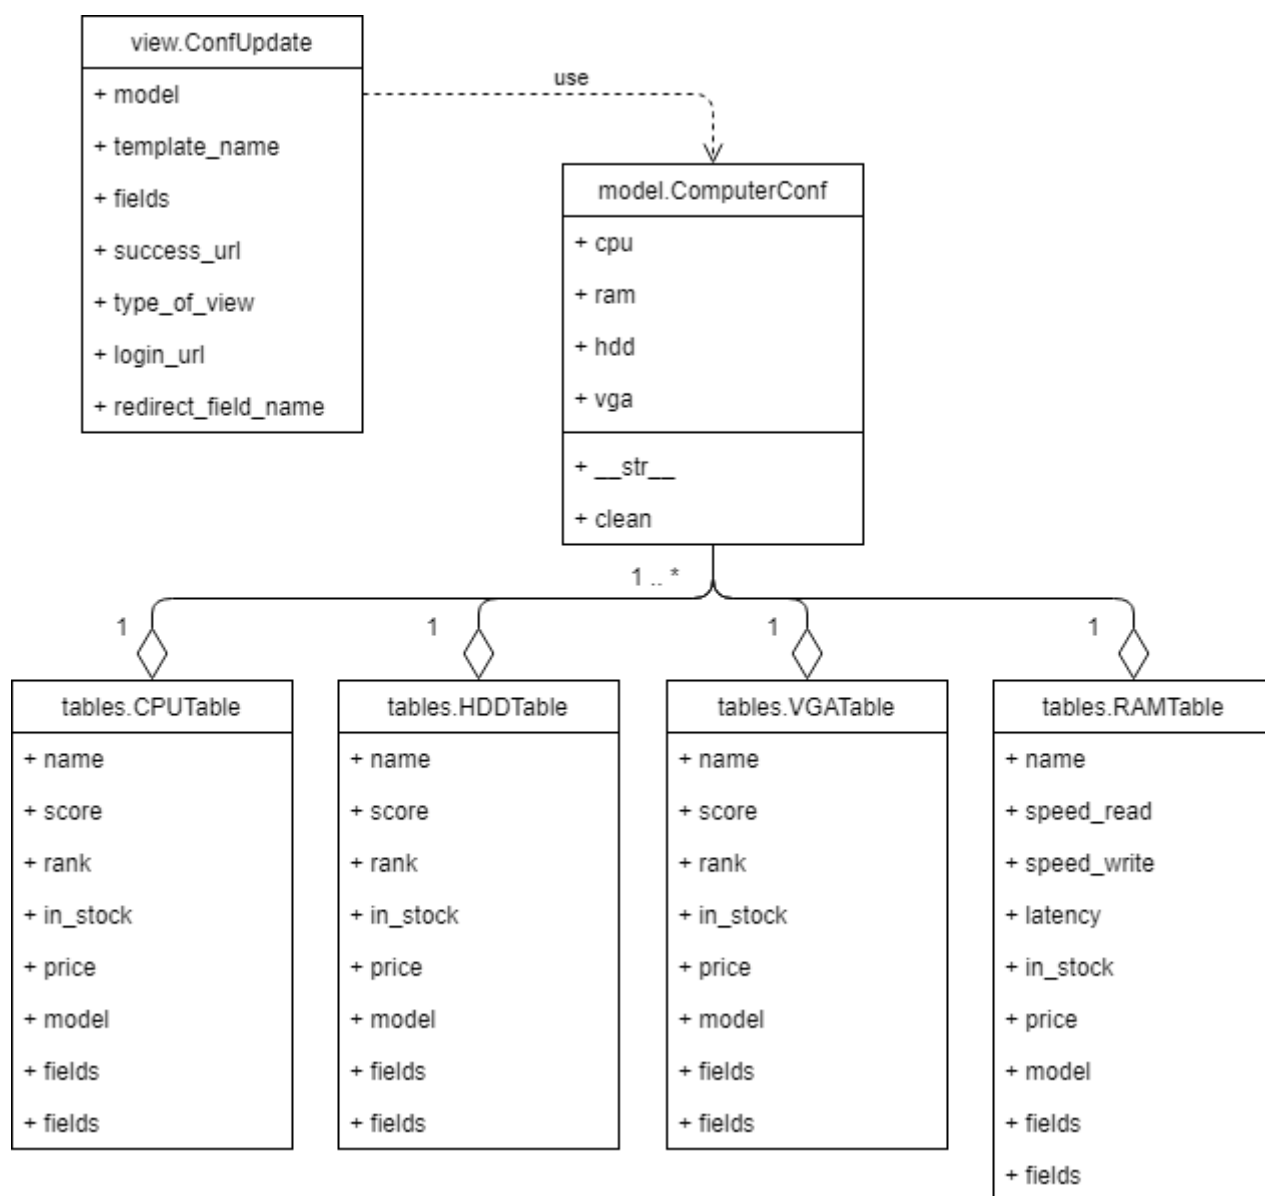 view.ConfUpdate
+ model
+ template_name
+ fields
+ success_url
+ type_of_view
+ login_url
+ redirect_field_name
use
model.ComputerConf
+ cpu
+ ram
+ hdd
+ vga
+ __str__
+ clean
1 .. *
1
1
1
1
tables.CPUTable
+ name
+ score
+ rank
+ in_stock
+ price
+ model
+ fields
+ fields
tables.HDDTable
+ name
+ score
+ rank
+ in_stock
+ price
+ model
+ fields
+ fields
tables.VGATable
+ name
+ score
+ rank
+ in_stock
+ price
+ model
+ fields
+ fields
tables.RAMTable
+ name
+ speed_read
+ speed_write
+ latency
+ in_stock
+ price
+ model
+ fields
+ fields